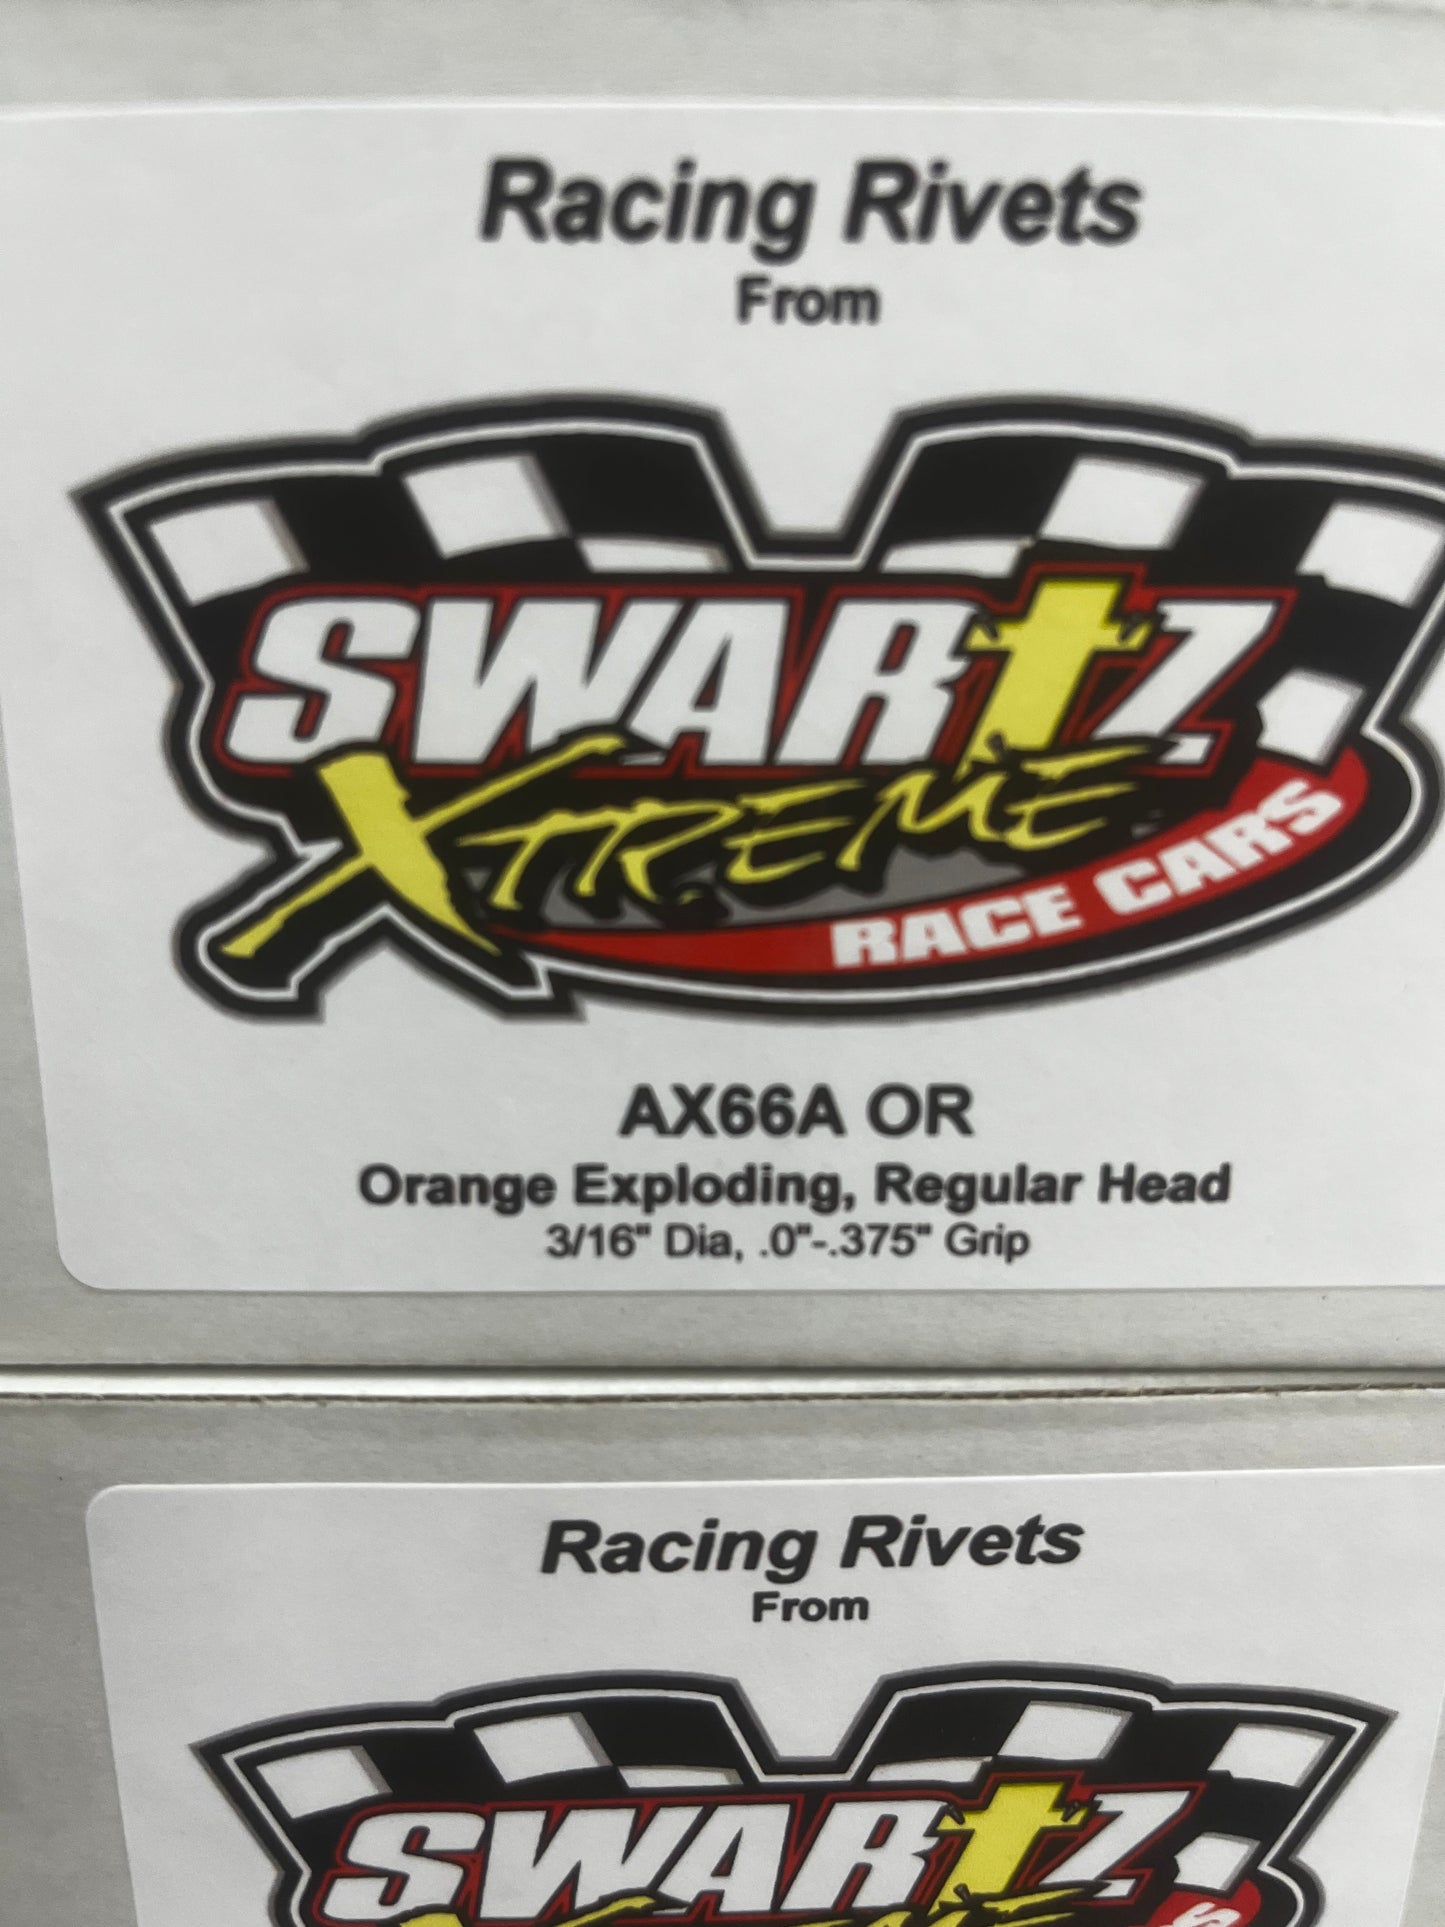 Racing Rivets
From
SWARtZ
XTREME
RACE CARS
AX66A OR
Orange Exploding, Regular Head
3/16" Dia, .0"-.375" Grip
Racing Rivets
From
SWARtZ
XTREME